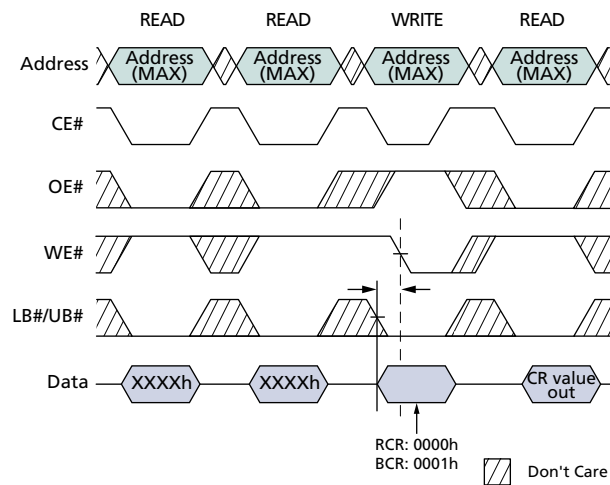 READ READ WRITE READ
Address Address Address Address Address
(MAX) (MAX) (MAX) (MAX)
CE#
OE#
WE#
LB#/UB#
Data XXXXh XXXXh CR value
out
RCR: 0000h
BCR: 0001h
Don't Care